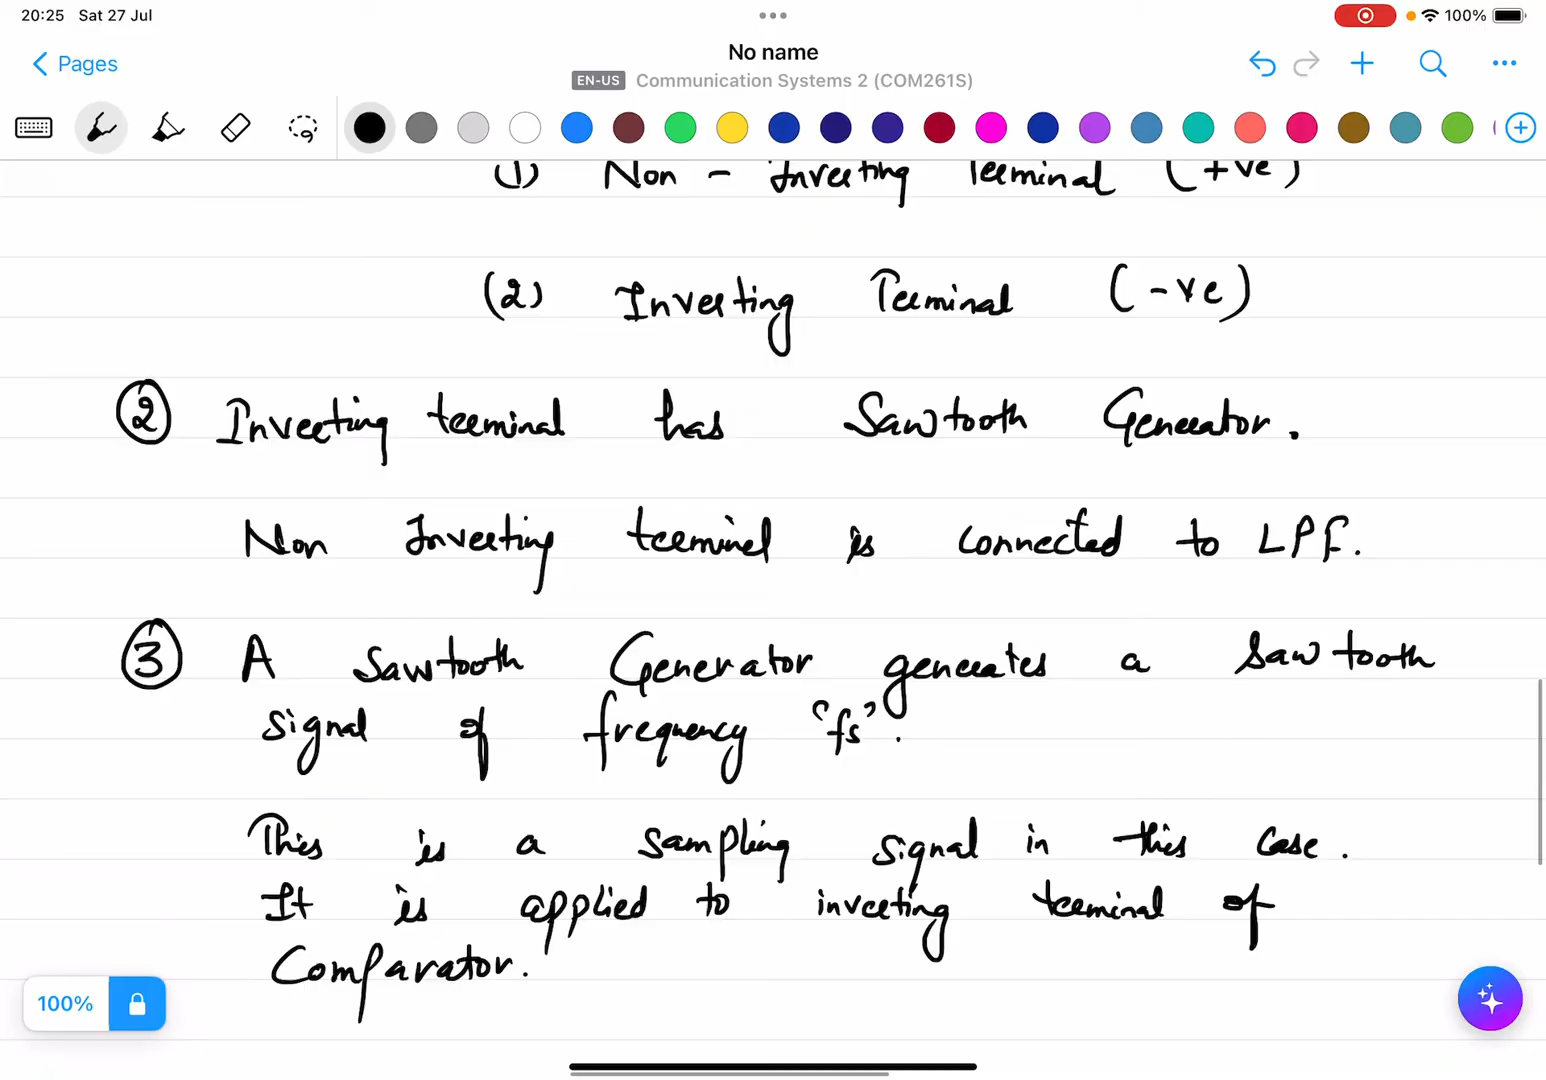 20:25 Sat 27 Jul
100%
Pages
No name
EN-US Communication Systems 2 (COM261S)
(1) Non - Inverting Terminal (+ve)
(2) Inverting Terminal (-ve)
2 Inverting terminal has Sawtooth Generator.
Non Inverting terminal is connected to LPF.
3 A Sawtooth Generator generates a Sawtooth
signal of frequency "fs".
This is a sampling signal in this case.
It is applied to inverting terminal of
Comparator.
100%